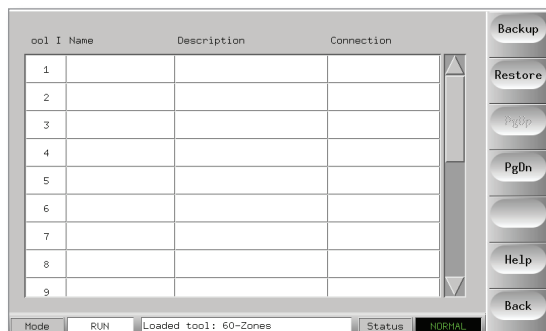 ool I Name Description Connection
1
2
3
4
5
6
7
8
9
Backup
Restore
PgUp
PgDn
Help
Back
Mode RUN Loaded tool: 60-Zones Status NORMAL